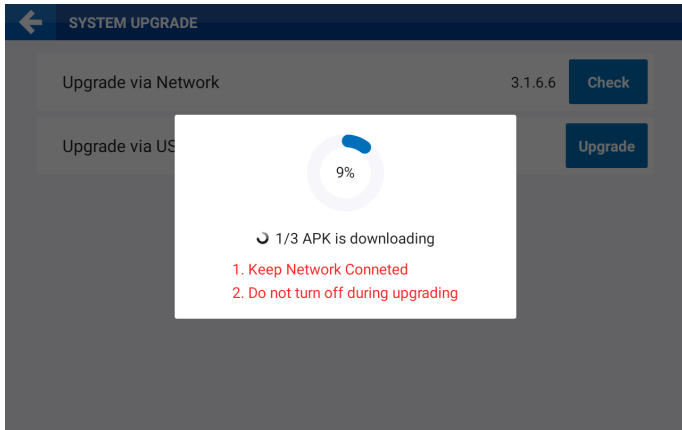 SYSTEM UPGRADE
Upgrade via Network 3.1.6.6 Check
Upgrade via US Upgrade
9%
1/3 APK is downloading
1. Keep Network Conneted
2. Do not turn off during upgrading